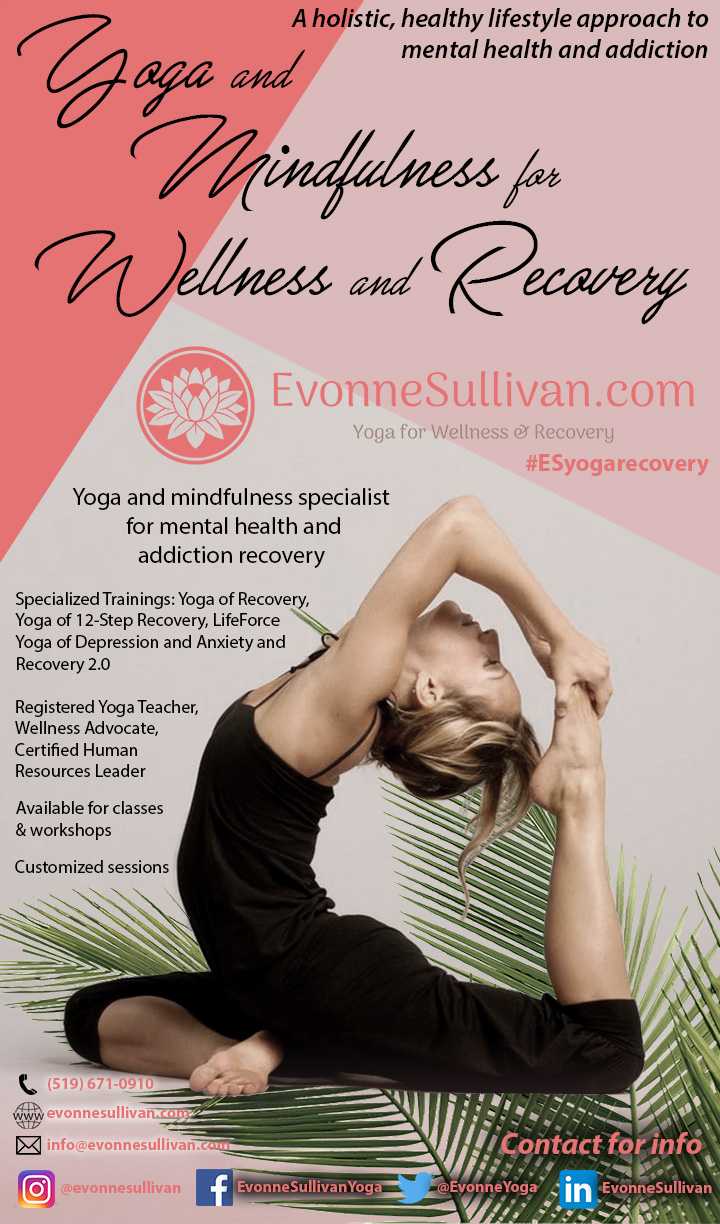 A holistic, healthy lifestyle approach to
mental health and addiction
Yoga and
Mindfulness for
Wellness and Recovery
EvonneSullivan.com
Yoga for Wellness & Recovery
#ESyogarecovery
Yoga and mindfulness specialist
for mental health and
addiction recovery
Specialized Trainings: Yoga of Recovery,
Yoga of 12-Step Recovery, LifeForce
Yoga of Depression and Anxiety and
Recovery 2.0
Registered Yoga Teacher,
Wellness Advocate,
Certified Human
Resources Leader
Available for classes
& workshops
Customized sessions
(519) 671-0910
www evonnesullivan.com
info@evonnesullivan.com
Contact for info
@evonnesullivan
EvonneSullivanYoga
@EvonneYoga
in EvonneSullivan